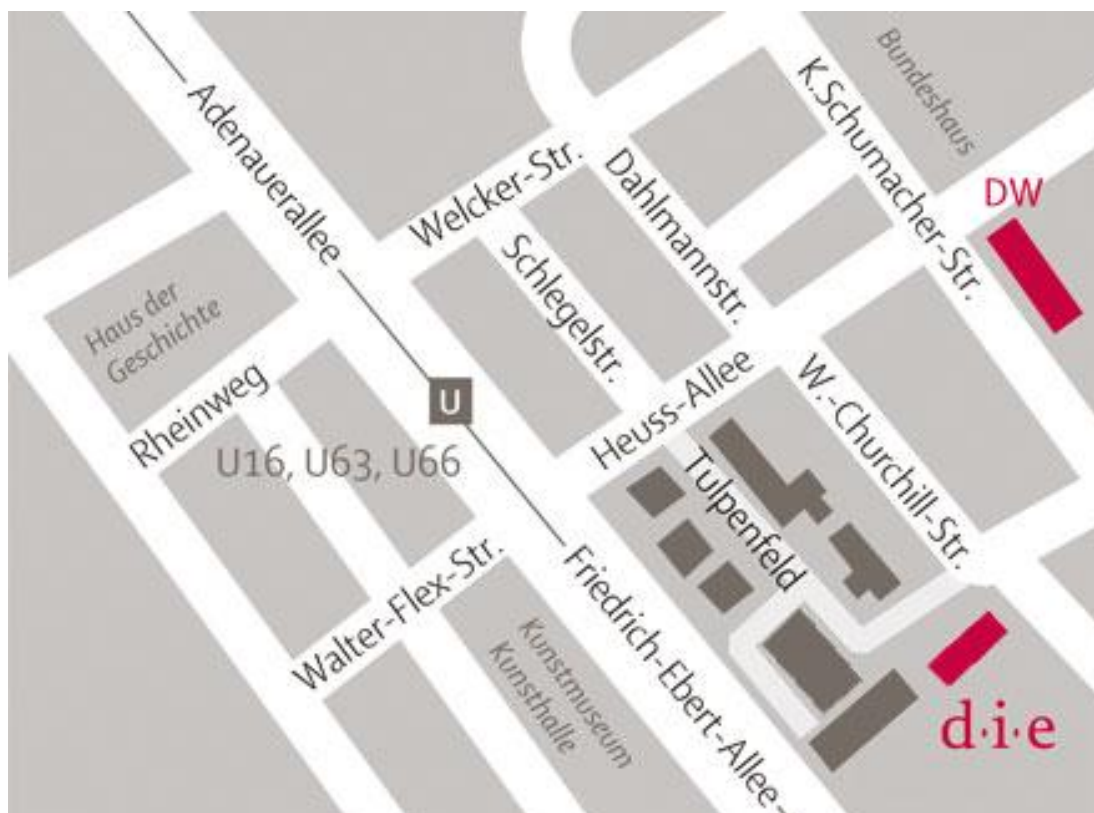 Adenauerallee
Welcker-Str.
Dahlmannstr.
K.Schumacher-Str.
Bundeshaus
DW
Schlegelstr.
Haus der
Geschichte
Rheinweg
U
U16, U63, U66
Heuss-Allee
W.-Churchill-Str.
Tulpenfeld
Walter-Flex-Str.
Friedrich-Ebert-Allee-
Kunstmuseum
Kunsthalle
d·i·e